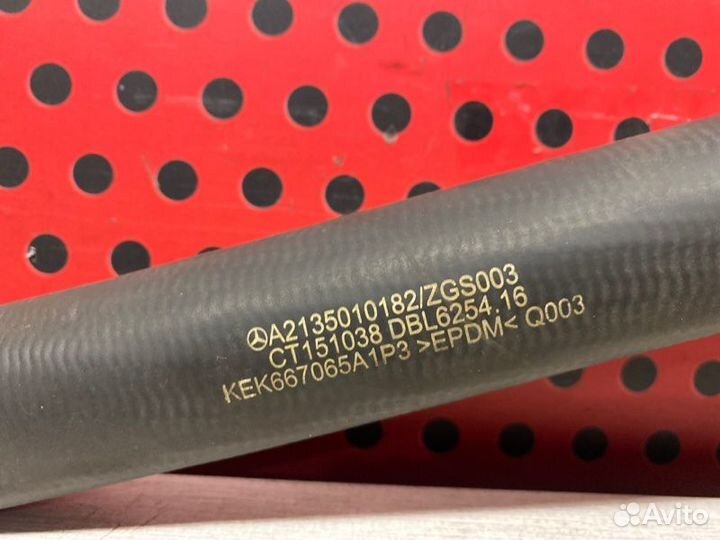 A2135010182/ZGS003
CT151038 DBL6254.16
KEK667065A1P3 >EPDM< Q003
Avito